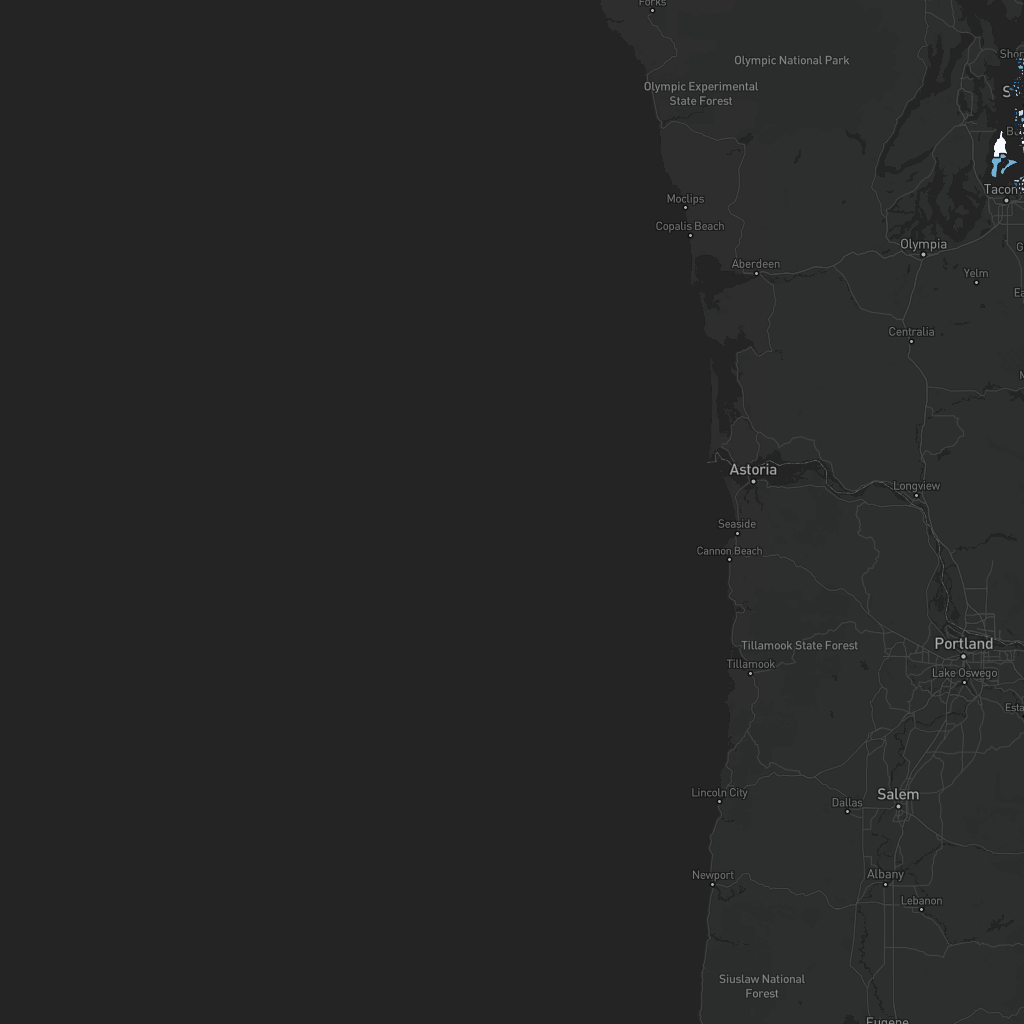 Forks
Olympic National Park
Olympic Experimental
State Forest
Moclips
Copalis Beach
Aberdeen
Olympia
Yelm
Centralia
Astoria
Longview
Seaside
Cannon Beach
Portland
Tillamook State Forest
Tillamook
Lake Oswego
Lincoln City
Salem
Dallas
Newport
Albany
Lebanon
Siuslaw National
Forest
Eugene